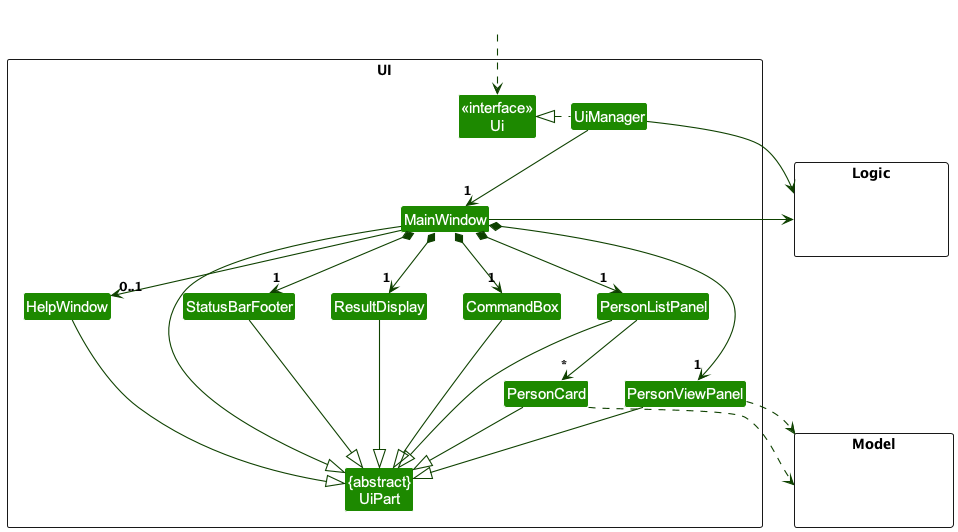 UI
«interface»
Ui
UiManager
Logic
1
MainWindow
0..1
1
1
1
1
HelpWindow
StatusBarFooter
ResultDisplay
CommandBox
PersonListPanel
*
1
PersonCard
PersonViewPanel
Model
{abstract}
UiPart